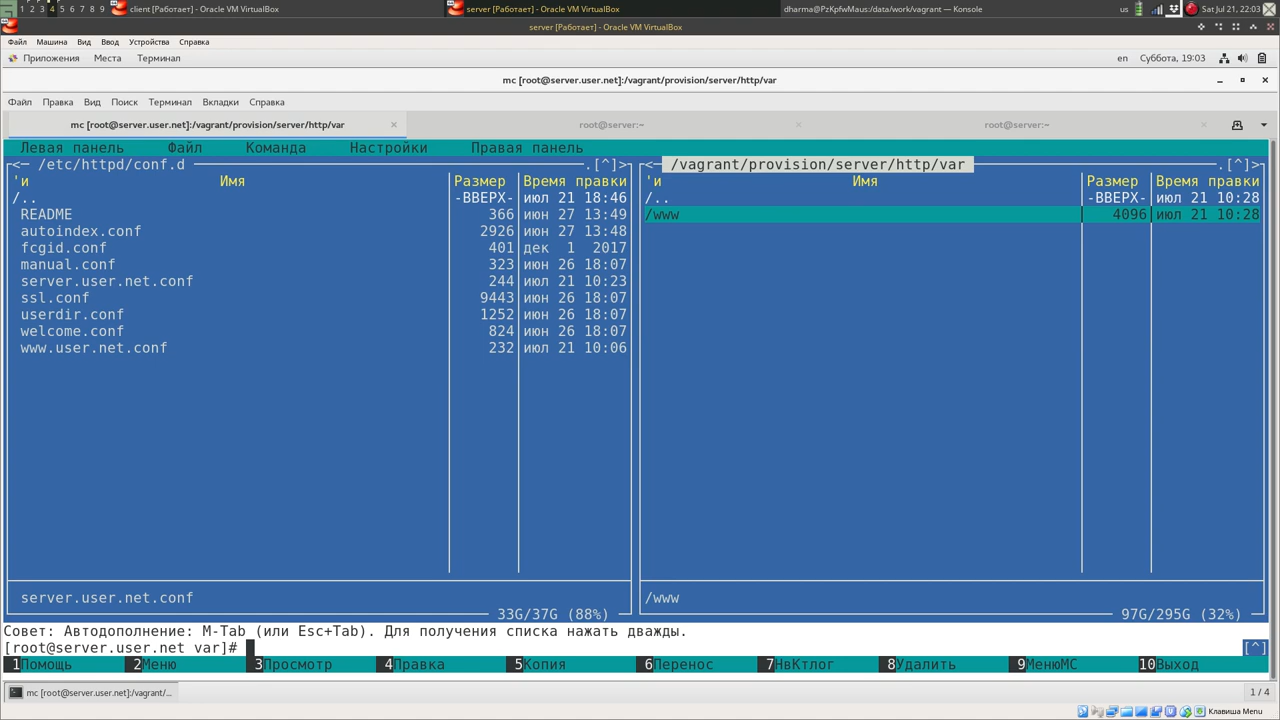 1 2 3 4 5 6 7 8 9 client [Работает] - Oracle VM VirtualBox server [Работает] - Oracle VM VirtualBox dharma@PzKpfwMaus:/data/work/vagrant — Konsole us Sat Jul 21, 22:03
server [Работает] - Oracle VM VirtualBox
Файл Машина Вид Ввод Устройства Справка
Приложения Места Терминал en Суббота, 19:03
mc [root@server.user.net]:/vagrant/provision/server/http/var
Файл Правка Вид Поиск Терминал Вкладки Справка
mc [root@server.user.net]:/vagrant/provision/server/http/var × root@server:~ × root@server:~ ×
Левая панель Файл Команда Настройки Правая панель
<— /etc/httpd/conf.d .[^]> <— /vagrant/provision/server/http/var .[^]>
'и Имя Размер Время правки 'и Имя Размер Время правки
/.. -ВВЕРХ- июл 21 18:46 /.. -ВВЕРХ- июл 21 10:28
README 366 июн 27 13:49 /www 4096 июл 21 10:28
autoindex.conf 2926 июн 27 13:48
fcgid.conf 401 дек 1 2017
manual.conf 323 июн 26 18:07
server.user.net.conf 244 июл 21 10:23
ssl.conf 9443 июн 26 18:07
userdir.conf 1252 июн 26 18:07
welcome.conf 824 июн 26 18:07
www.user.net.conf 232 июл 21 10:06
server.user.net.conf /www
33G/37G (88%) 97G/295G (32%)
Совет: Автодополнение: M-Tab (или Esc+Tab). Для получения списка нажать дважды.
[root@server.user.net var]# [^]
1Помощь 2Меню 3Просмотр 4Правка 5Копия 6Перенос 7НвКтлог 8Удалить 9МенюМС 10Выход
mc [root@server.user.net]:/vagrant/... 1 / 4
Клавиша Menu